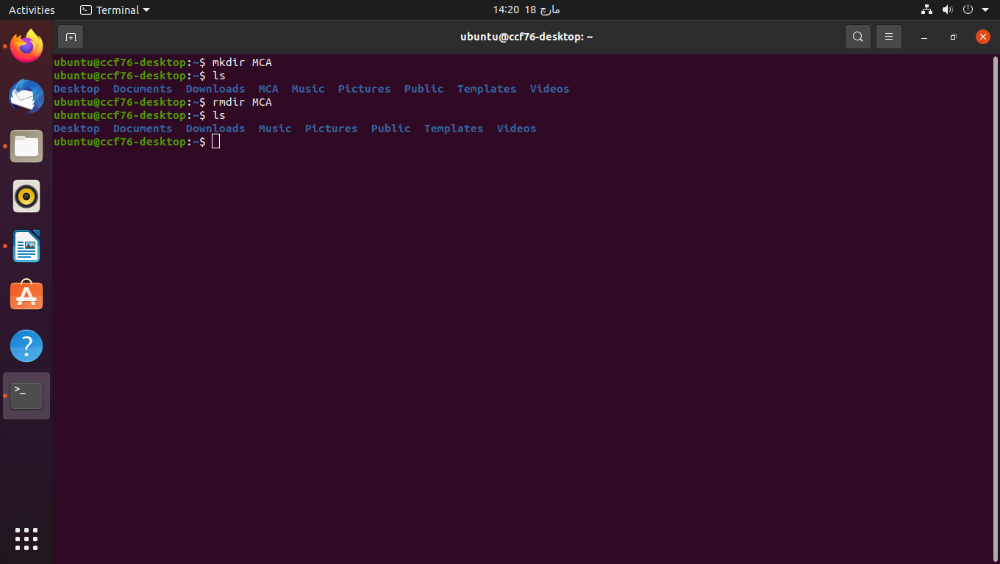 Activities Terminal 14:20 18 مارچ
ubuntu@ccf76-desktop: ~
ubuntu@ccf76-desktop:~$ mkdir MCA
ubuntu@ccf76-desktop:~$ ls
Desktop Documents Downloads MCA Music Pictures Public Templates Videos
ubuntu@ccf76-desktop:~$ rmdir MCA
ubuntu@ccf76-desktop:~$ ls
Desktop Documents Downloads Music Pictures Public Templates Videos
ubuntu@ccf76-desktop:~$